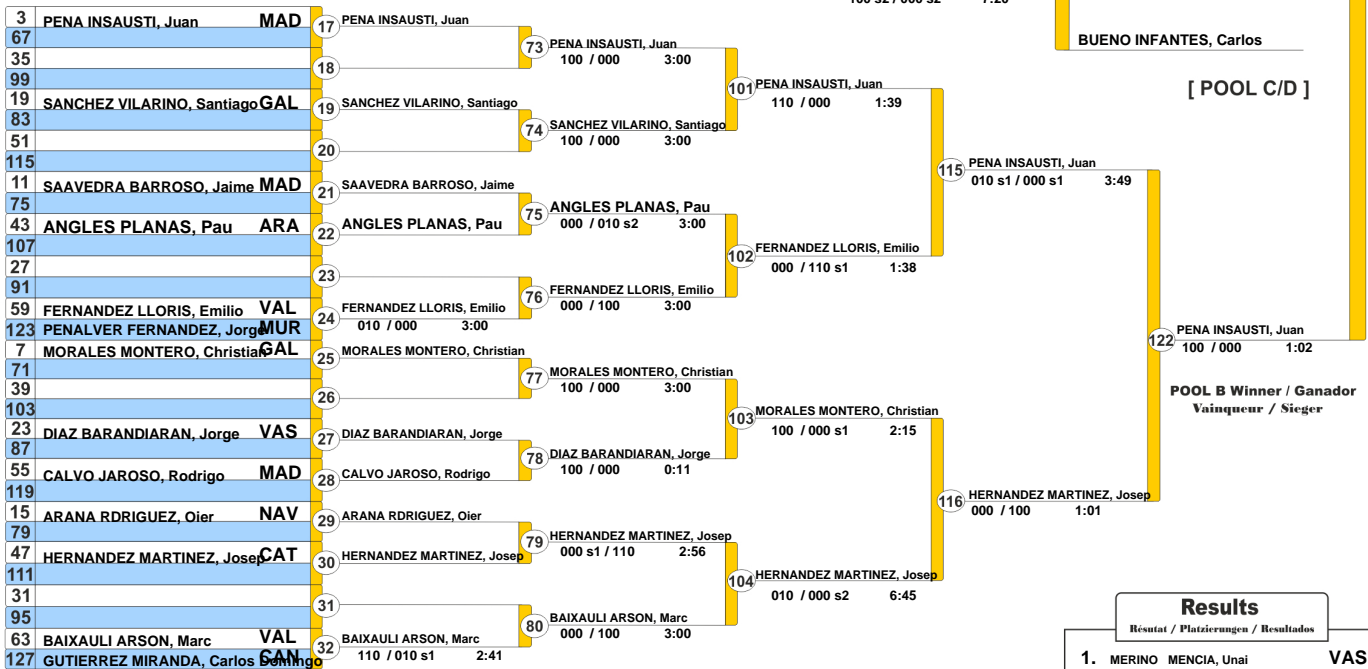 3 PENA INSAUSTI, Juan MAD
67
35
99
19 SANCHEZ VILARINO, Santiago GAL
83
51
115
11 SAAVEDRA BARROSO, Jaime MAD
75
43 ANGLES PLANAS, Pau ARA
107
27
91
59 FERNANDEZ LLORIS, Emilio VAL
123 PENALVER FERNANDEZ, Jorge MUR
7 MORALES MONTERO, Christian GAL
71
39
103
23 DIAZ BARANDIARAN, Jorge VAS
87
55 CALVO JAROSO, Rodrigo MAD
119
15 ARANA RDRIGUEZ, Oier NAV
79
47 HERNANDEZ MARTINEZ, Josep CAT
111
31
95
63 BAIXAULI ARSON, Marc VAL
127 GUTIERREZ MIRANDA, Carlos Domingo CAN
17 PENA INSAUSTI, Juan
18
19 SANCHEZ VILARINO, Santiago
20
21 SAAVEDRA BARROSO, Jaime
22 ANGLES PLANAS, Pau
23
24 FERNANDEZ LLORIS, Emilio
010 / 000 3:00
25 MORALES MONTERO, Christian
26
27 DIAZ BARANDIARAN, Jorge
28 CALVO JAROSO, Rodrigo
29 ARANA RDRIGUEZ, Oier
30 HERNANDEZ MARTINEZ, Josep
31
32 BAIXAULI ARSON, Marc
110 / 010 s1 2:41
73 PENA INSAUSTI, Juan
100 / 000 3:00
74 SANCHEZ VILARINO, Santiago
100 / 000 3:00
75 ANGLES PLANAS, Pau
000 / 010 s2 3:00
76 FERNANDEZ LLORIS, Emilio
000 / 100 3:00
77 MORALES MONTERO, Christian
100 / 000 3:00
78 DIAZ BARANDIARAN, Jorge
100 / 000 0:11
79 HERNANDEZ MARTINEZ, Josep
000 s1 / 110 2:56
80 BAIXAULI ARSON, Marc
000 / 100 3:00
101 PENA INSAUSTI, Juan
110 / 000 1:39
102 FERNANDEZ LLORIS, Emilio
000 / 110 s1 1:38
103 MORALES MONTERO, Christian
100 / 000 s1 2:15
104 HERNANDEZ MARTINEZ, Josep
010 / 000 s2 6:45
115 PENA INSAUSTI, Juan
010 s1 / 000 s1 3:49
116 HERNANDEZ MARTINEZ, Josep
000 / 100 1:01
122 PENA INSAUSTI, Juan
100 / 000 1:02
POOL B Winner / Ganador
Vainqueur / Sieger
BUENO INFANTES, Carlos
[ POOL C/D ]
Results
Résutat / Platzierungen / Resultados
1. MERINO MENCIA, Unai VAS